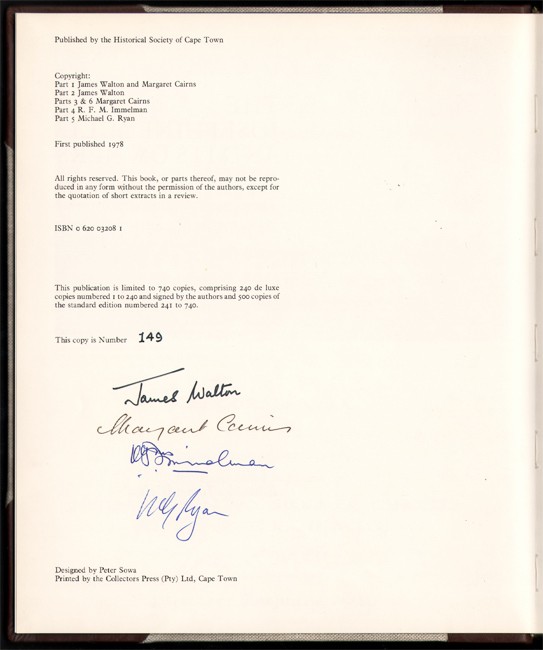 Published by the Historical Society of Cape Town
Copyright:
Part 1 James Walton and Margaret Cairns
Part 2 James Walton
Parts 3 & 6 Margaret Cairns
Part 4 R. F. M. Immelman
Part 5 Michael G. Ryan
First published 1978
All rights reserved. This book, or parts thereof, may not be repro-
duced in any form without the permission of the authors, except for
the quotation of short extracts in a review.
ISBN 0 620 03208 1
This publication is limited to 740 copies, comprising 240 de luxe
copies numbered 1 to 240 and signed by the authors and 500 copies of
the standard edition numbered 241 to 740.
This copy is Number 149
James Walton
Margaret Cairns
R.F.M. Immelman
M G Ryan
Designed by Peter Sowa
Printed by the Collectors Press (Pty) Ltd, Cape Town